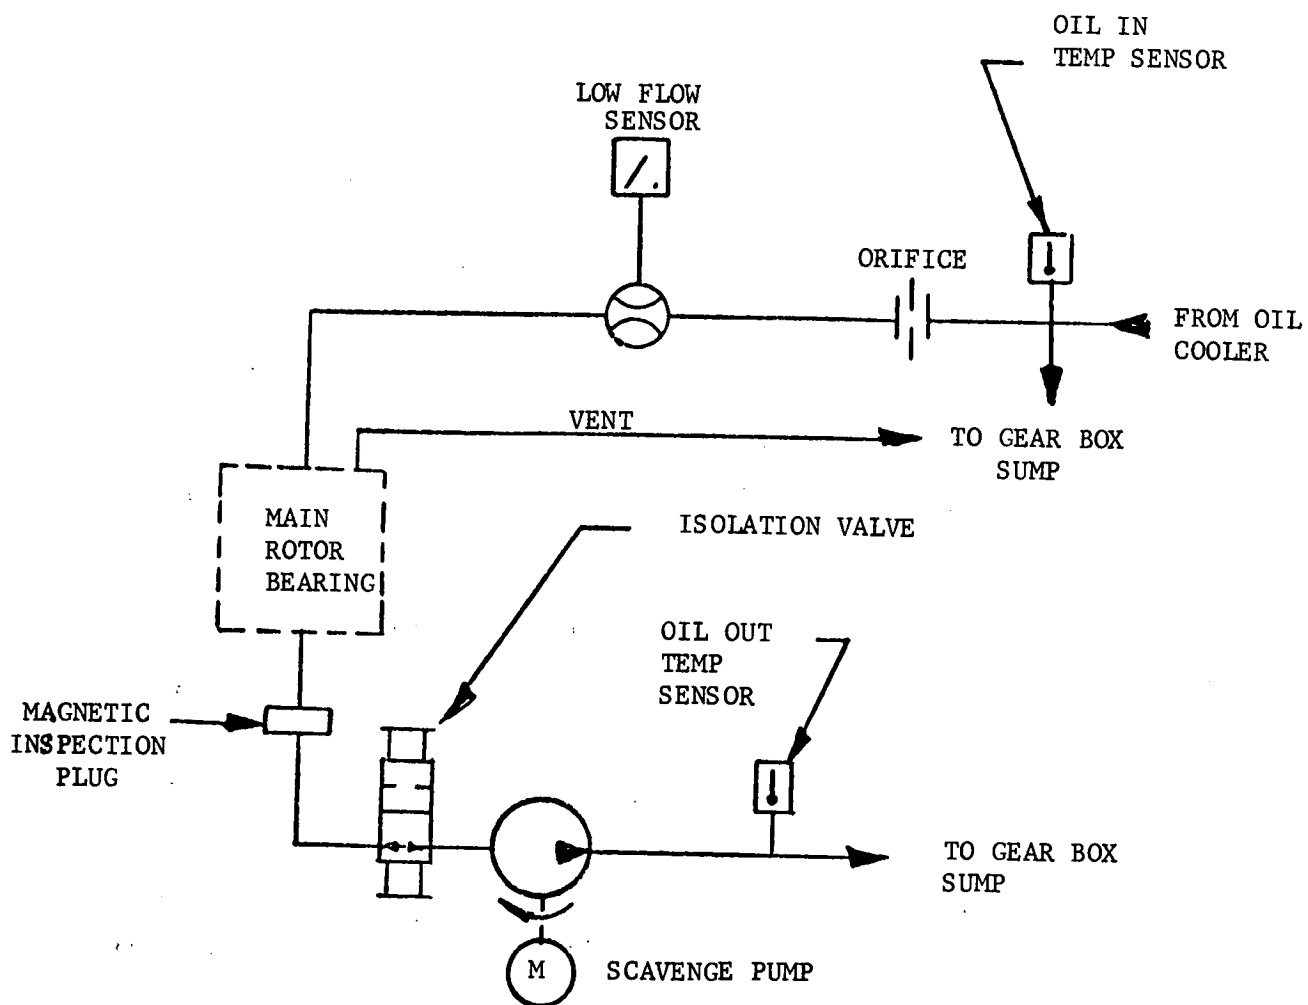 OIL IN
TEMP SENSOR
LOW FLOW
SENSOR
ORIFICE
FROM OIL
COOLER
VENT
TO GEAR BOX
SUMP
MAIN
ROTOR
BEARING
ISOLATION VALVE
OIL OUT
TEMP
SENSOR
MAGNETIC
INSPECTION
PLUG
TO GEAR BOX
SUMP
M
SCAVENGE PUMP